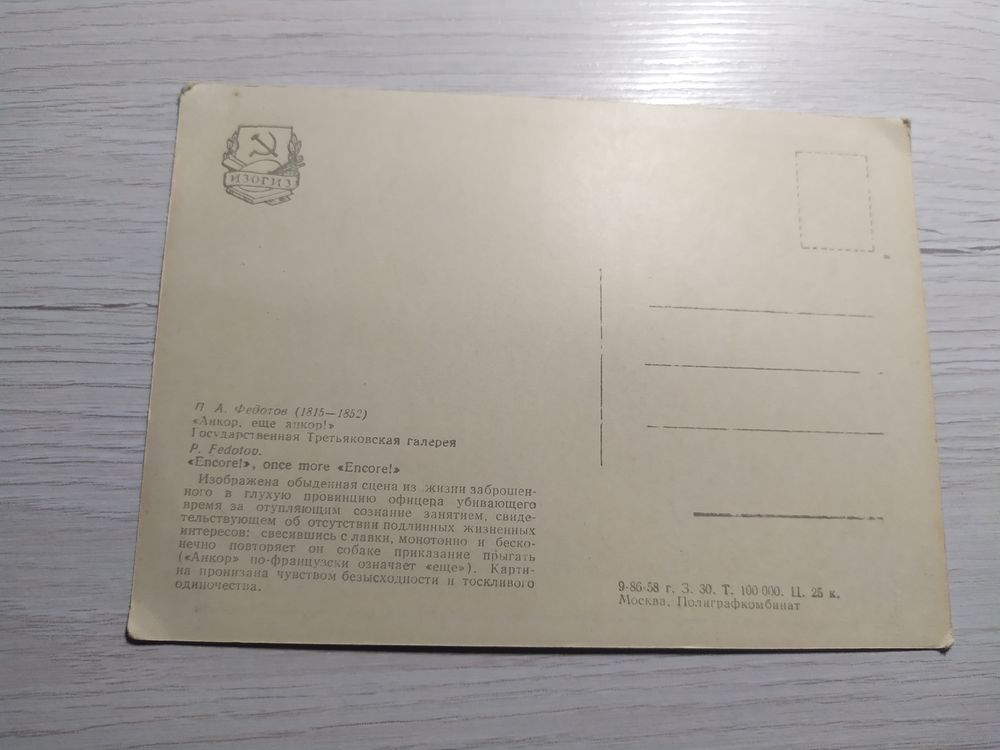 ИЗОГИЗ
П А. Федотов (1815—1852)
«Анкор, еще анкор!»
Государственная Третьяковская галерея
P. Fedotov.
«Encore!», once more «Encore!»
Изображена обыденная сцена из жизни заброшен-
ного в глухую провинцию офицера убивающего
время за отупляющим сознание занятием, свиде-
тельствующем об отсутствии подлинных жизненных
интересов: свесившись с лавки, монотонно и беско-
нечно повторяет он собаке приказание прыгать
(«Анкор» по-французски означает «еще»). Карти-
на пронизана чувством безысходности и тоскливого
одиночества.
9-86-58 г. З. 30. Т. 100 000. Ц. 25 к.
Москва. Полиграфкомбинат